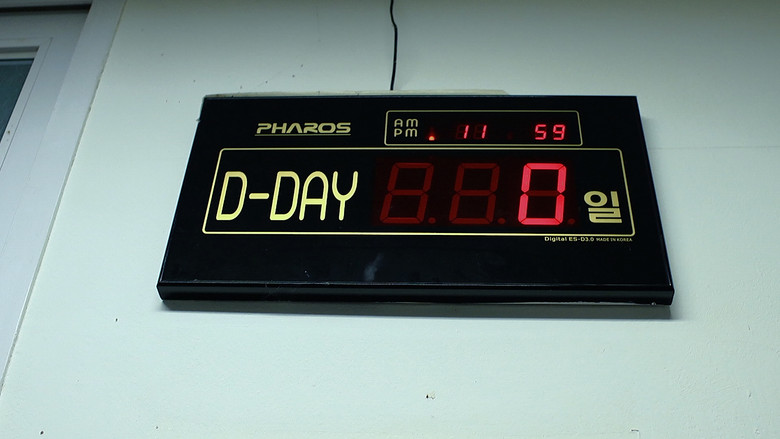 PHAROS
AM
PM 11 59
D-DAY 0 일
Digital ES-D3.0 MADE IN KOREA